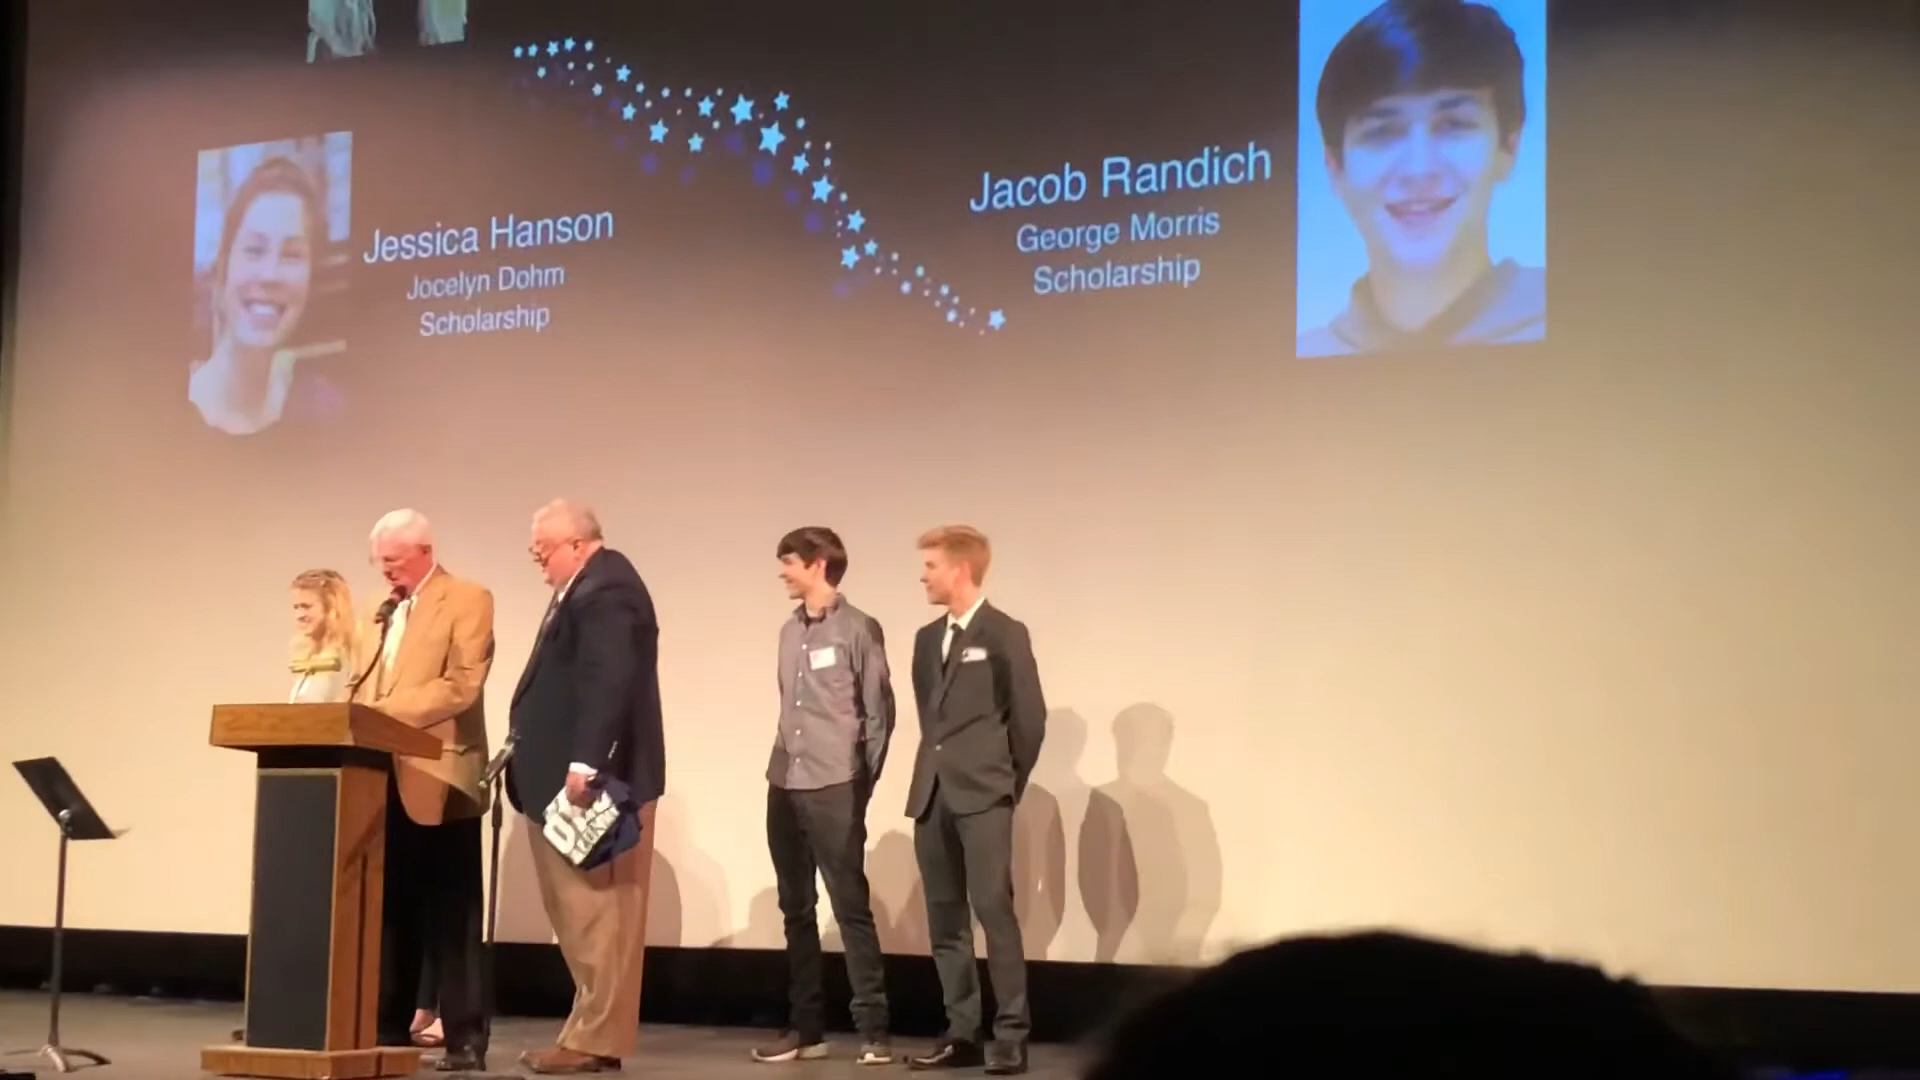 Jessica Hanson
Jocelyn Dohm
Scholarship
Jacob Randich
George Morris
Scholarship